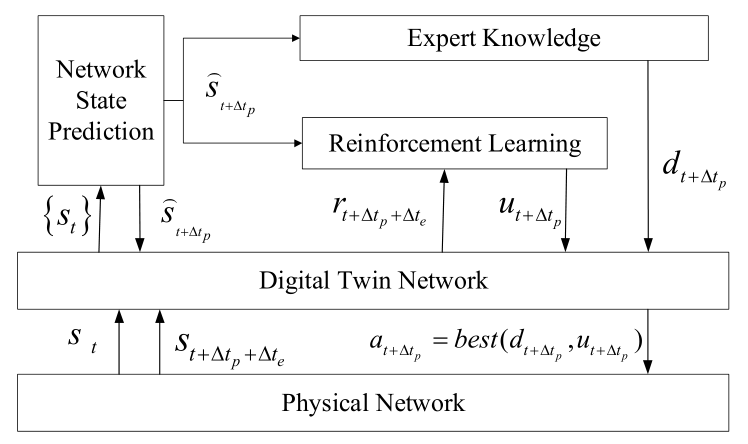 Expert Knowledge
Network
State
Prediction
ŝ_{t+Δt_p}
Reinforcement Learning
d_{t+Δt_p}
{s_t}
ŝ_{t+Δt_p}
r_{t+Δt_p+Δt_e}
u_{t+Δt_p}
Digital Twin Network
s_t
s_{t+Δt_p+Δt_e}
a_{t+Δt_p} = best(d_{t+Δt_p}, u_{t+Δt_p})
Physical Network